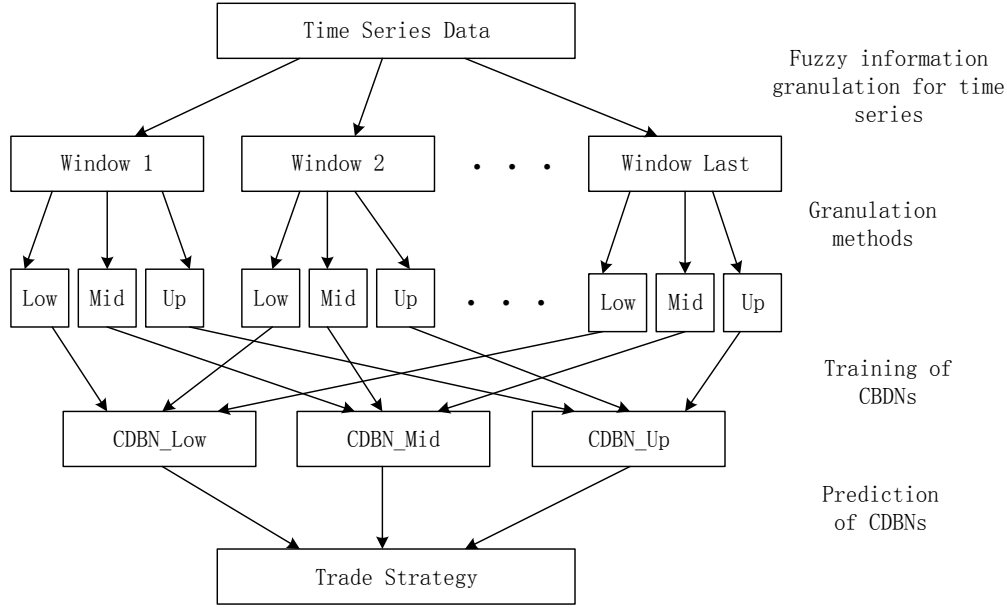 Time Series Data
Fuzzy information
granulation for time
series
Window 1
Window 2
. . .
Window Last
Granulation
methods
Low
Mid
Up
Low
Mid
Up
. . .
Low
Mid
Up
Training of
CBDNs
CDBN_Low
CDBN_Mid
CDBN_Up
Prediction
of CDBNs
Trade Strategy